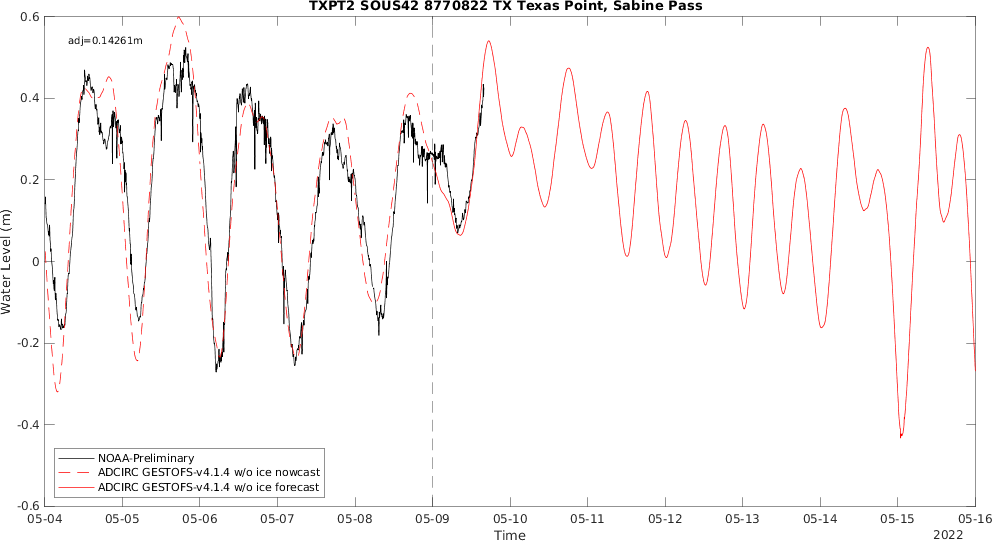 TXPT2 SOUS42 8770822 TX Texas Point, Sabine Pass
adj=0.14261m
0.6
0.4
0.2
0
-0.2
-0.4
-0.6
Water Level (m)
NOAA-Preliminary
ADCIRC GESTOFS-v4.1.4 w/o ice nowcast
ADCIRC GESTOFS-v4.1.4 w/o ice forecast
05-04 05-05 05-06 05-07 05-08 05-09 05-10 05-11 05-12 05-13 05-14 05-15 05-16
Time
2022